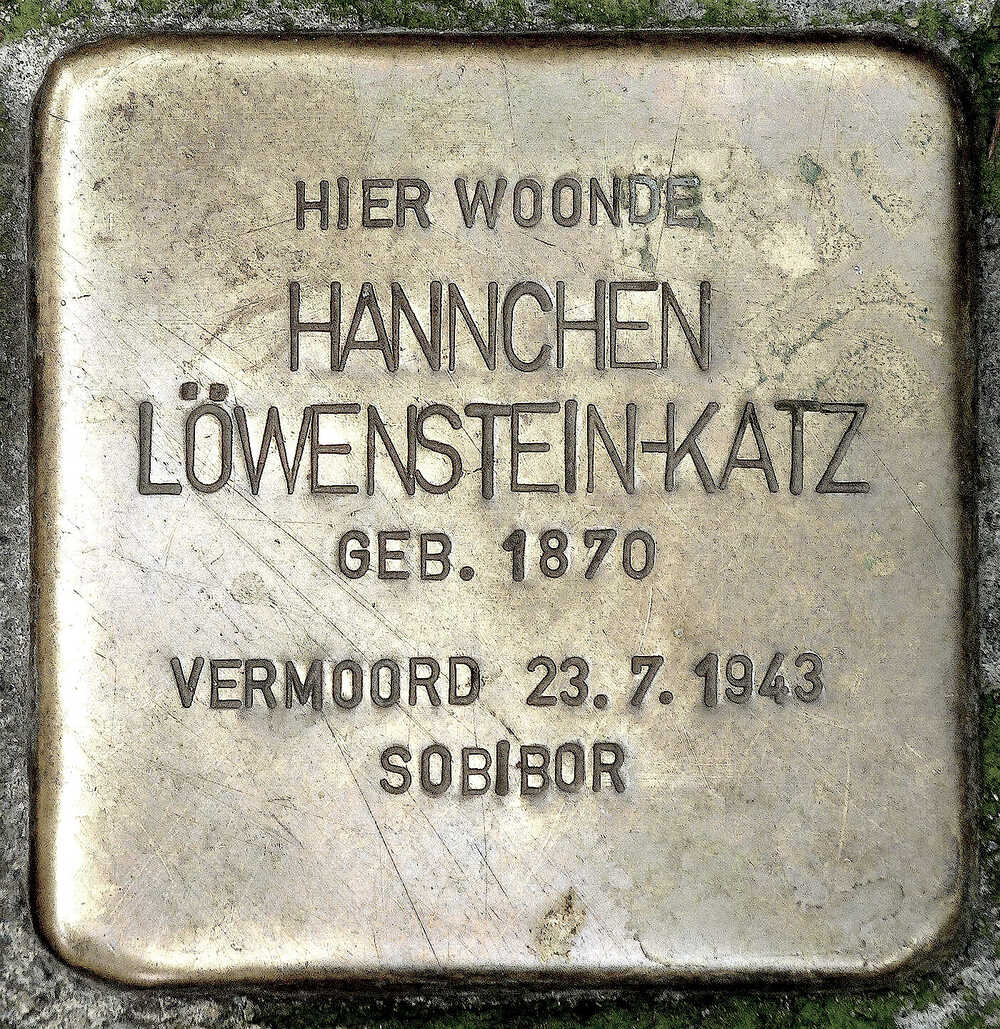 HIER WOONDE
HANNCHEN
LÖWENSTEIN-KATZ
GEB. 1870
VERMOORD 23.7.1943
SOBIBOR